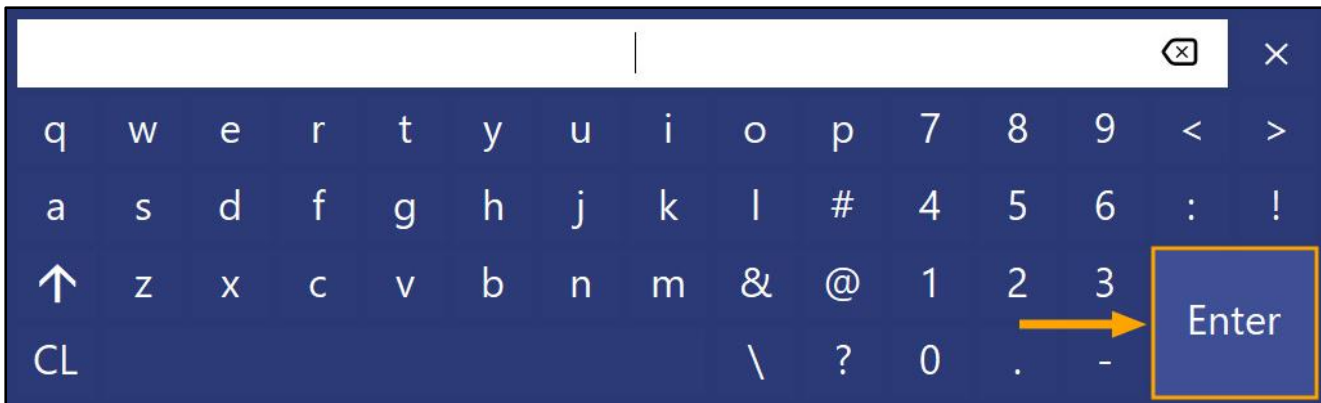 q w e r t y u i o p 7 8 9 < >
a s d f g h j k l # 4 5 6 : !
z x c v b n m & @ 1 2 3 Enter
CL \ ? 0 . -